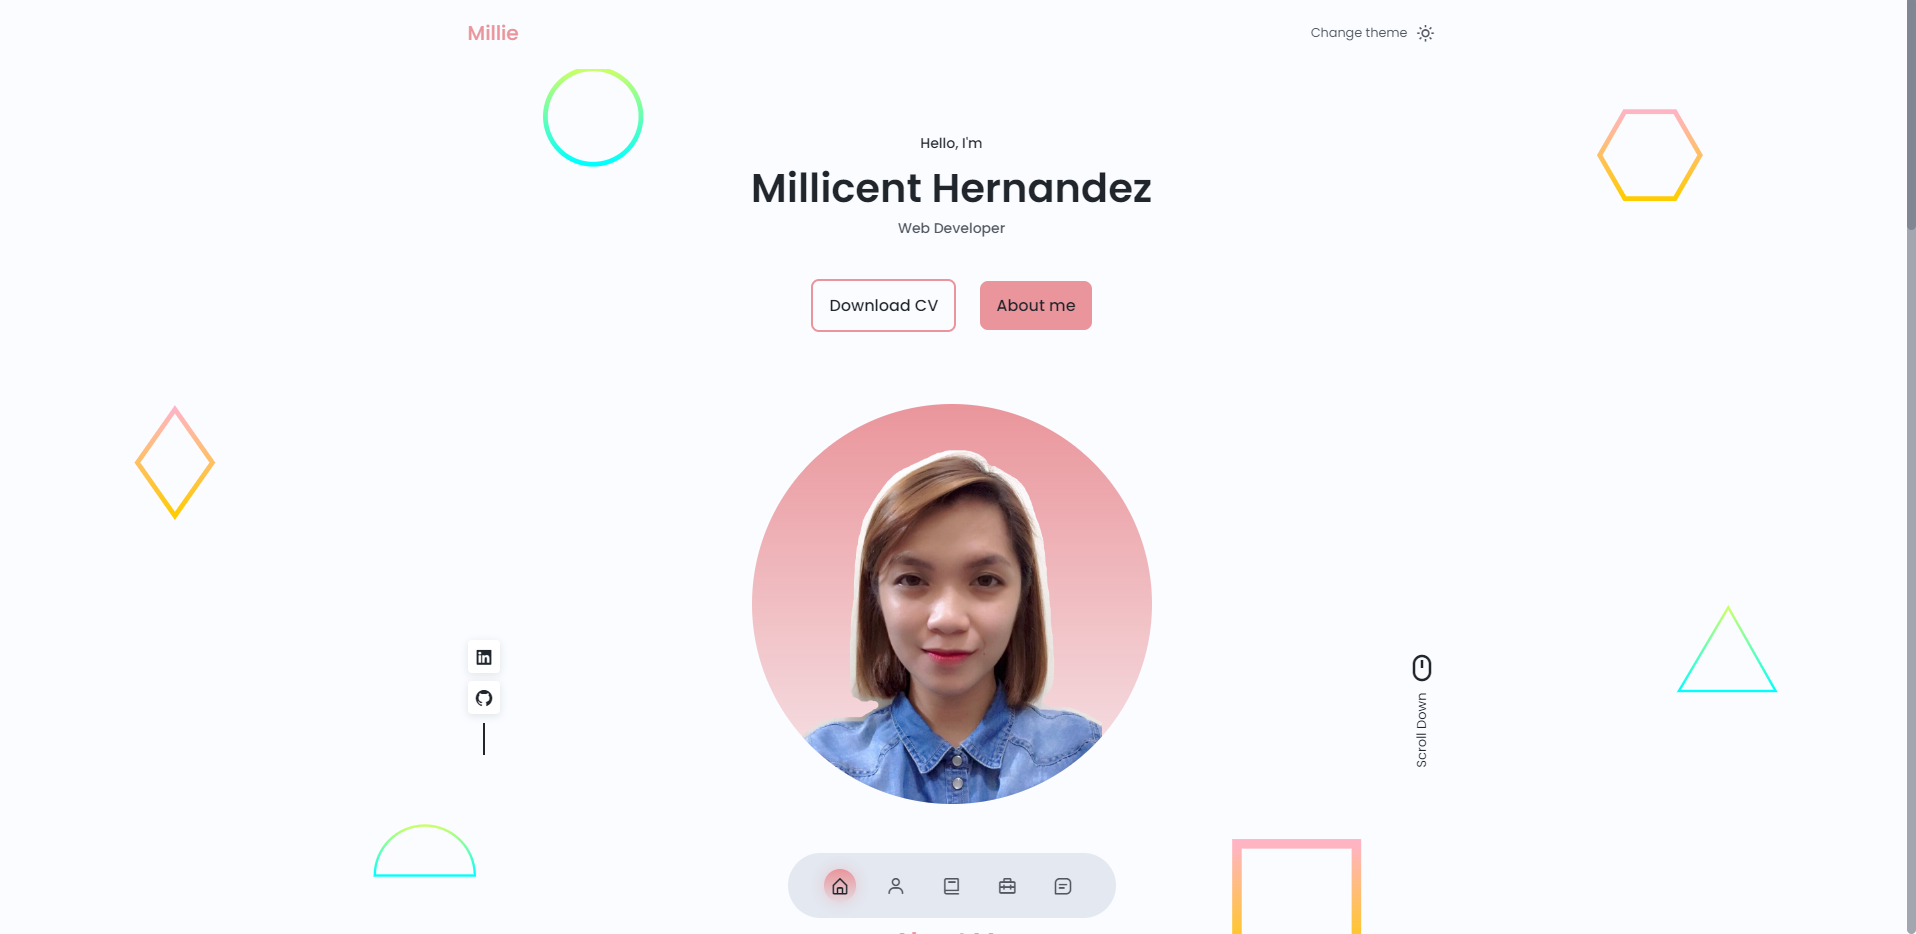 Millie
Change theme
Hello, I'm
Millicent Hernandez
Web Developer
Download CV
About me
Scroll Down